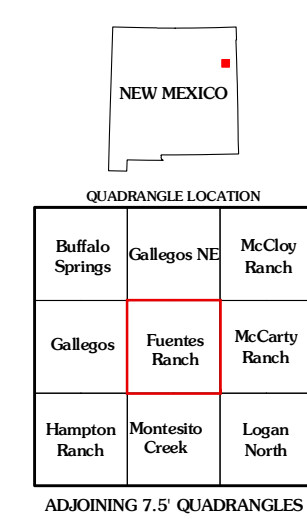 NEW MEXICO
QUADRANGLE LOCATION
Buffalo
Springs
Gallegos NE
McCloy
Ranch
Gallegos
Fuentes
Ranch
McCarty
Ranch
Hampton
Ranch
Montesito
Creek
Logan
North
ADJOINING 7.5' QUADRANGLES